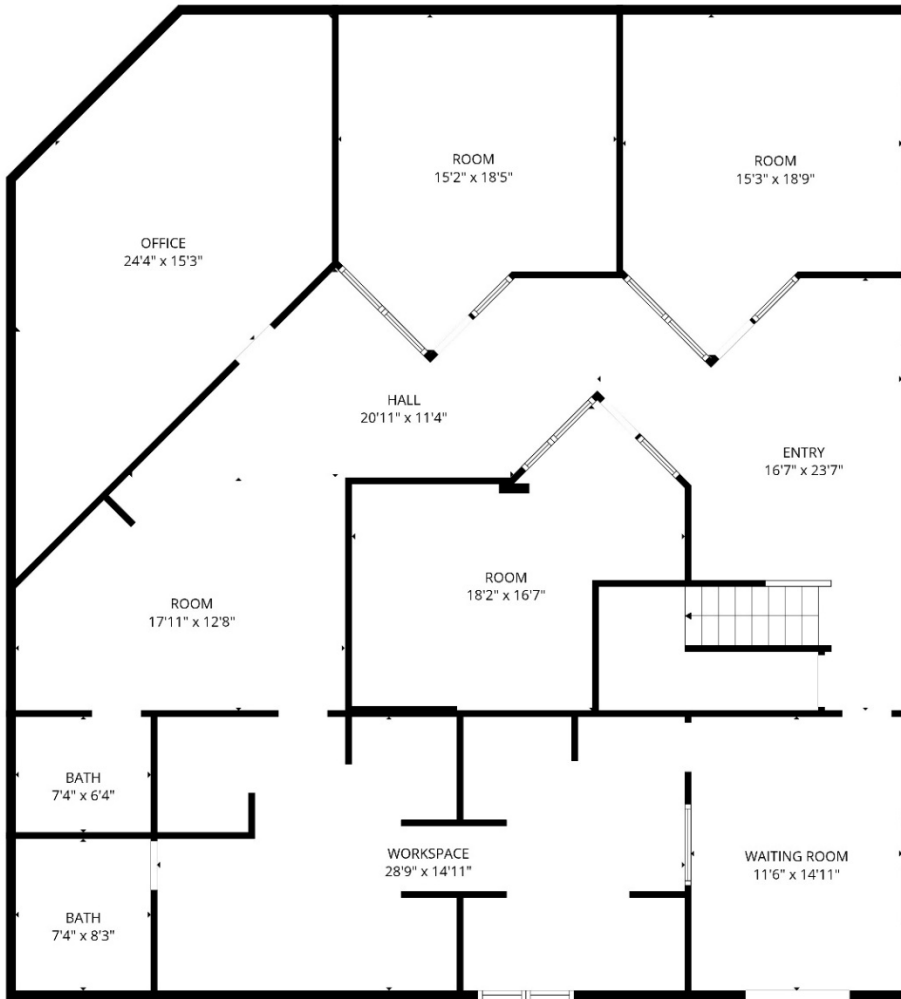 ROOM
15'2" x 18'5"
ROOM
15'3" x 18'9"
OFFICE
24'4" x 15'3"
HALL
20'11" x 11'4"
ENTRY
16'7" x 23'7"
ROOM
18'2" x 16'7"
ROOM
17'11" x 12'8"
BATH
7'4" x 6'4"
WORKSPACE
28'9" x 14'11"
WAITING ROOM
11'6" x 14'11"
BATH
7'4" x 8'3"